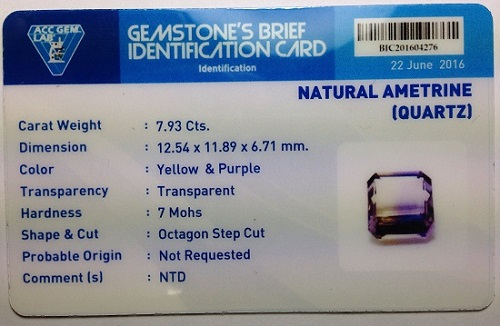 ACC GEM
LAB
GEMSTONE'S BRIEF
IDENTIFICATION CARD
Identification
BIC201604276
22 June 2016
NATURAL AMETRINE
(QUARTZ)
Carat Weight : 7.93 Cts.
Dimension : 12.54 x 11.89 x 6.71 mm.
Color : Yellow & Purple
Transparency : Transparent
Hardness : 7 Mohs
Shape & Cut : Octagon Step Cut
Probable Origin : Not Requested
Comment (s) : NTD